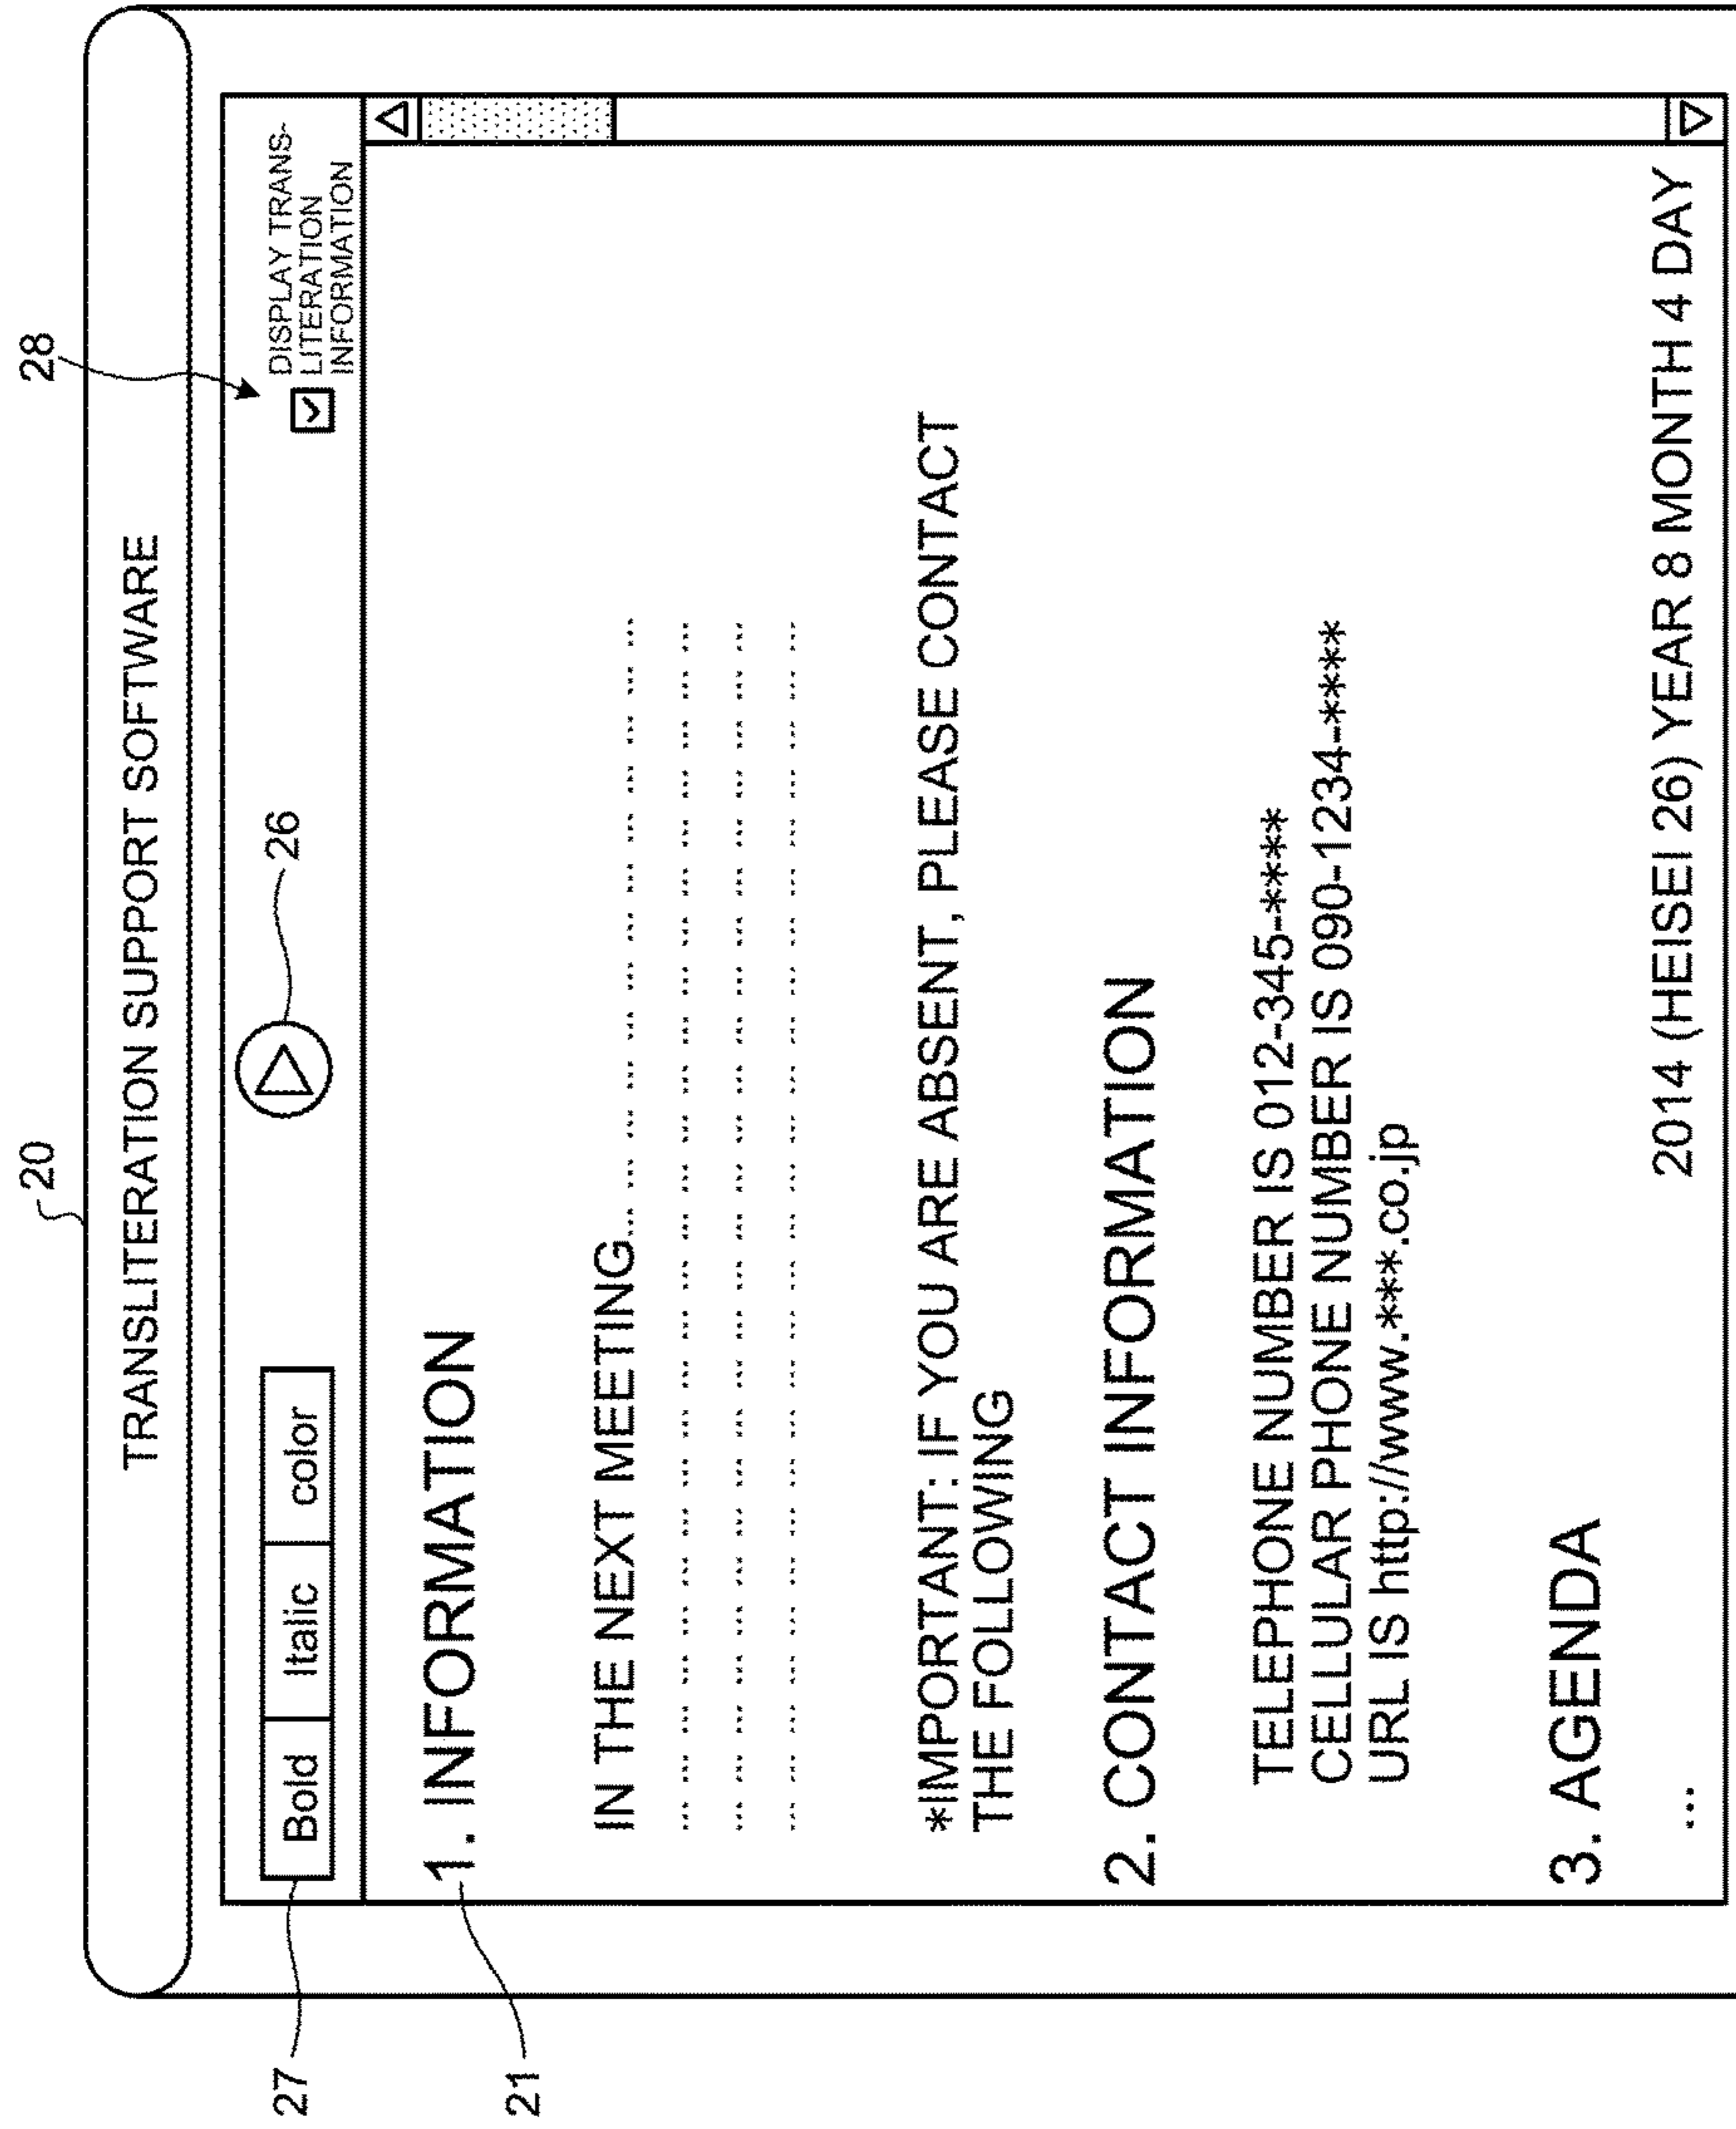 20
28
TRANSLITERATION SUPPORT SOFTWARE
27
Bold Italic color
26
DISPLAY TRANS-
LITERATION
INFORMATION
21
1. INFORMATION
IN THE NEXT MEETING... ... ... ... ... ... ... ... ... ... ... ... ...
... ... ... ... ... ... ... ... ... ... ... ... ... ... ... ... ... ... ... ... ... ... ... ... ...
... ... ... ... ... ... ... ... ... ... ... ... ... ... ... ... ... ... ... ... ... ... ... ... ...
... ... ... ... ... ... ... ... ... ... ... ... ... ... ... ... ... ... ... ... ... ... ... ... ...
*IMPORTANT: IF YOU ARE ABSENT, PLEASE CONTACT
THE FOLLOWING
2. CONTACT INFORMATION
TELEPHONE NUMBER IS 012-345-****
CELLULAR PHONE NUMBER IS 090-1234-****
URL IS http://www.***.co.jp
3. AGENDA
... 2014 (HEISEI 26) YEAR 8 MONTH 4 DAY